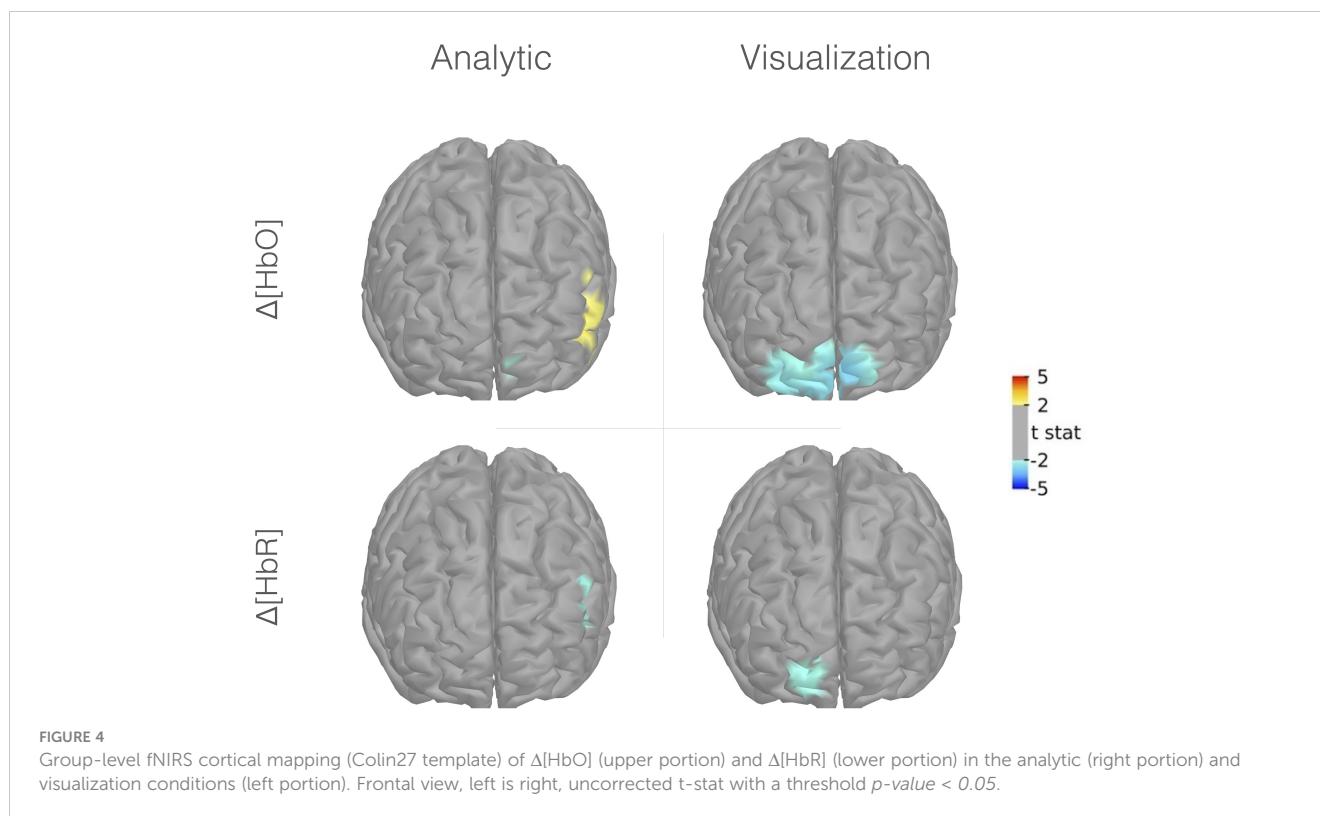 Analytic
Visualization
Δ[HbO]
5
2
t stat
-2
-5
Δ[HbR]
FIGURE 4
Group-level fNIRS cortical mapping (Colin27 template) of Δ[HbO] (upper portion) and Δ[HbR] (lower portion) in the analytic (right portion) and
visualization conditions (left portion). Frontal view, left is right, uncorrected t-stat with a threshold p-value < 0.05.